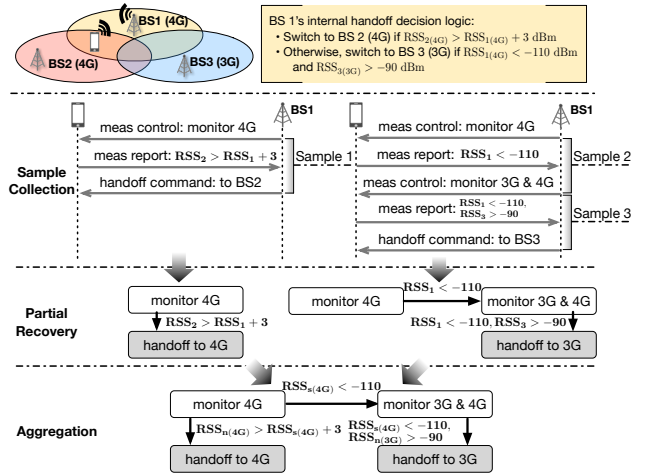 BS1 (4G)
BS2 (4G)
BS3 (3G)
BS 1's internal handoff decision logic:
• Switch to BS 2 (4G) if RSS2(4G) > RSS1(4G) + 3 dBm
• Otherwise, switch to BS 3 (3G) if RSS1(4G) < −110 dBm
and RSS3(3G) > −90 dBm
Sample
Collection
BS1
meas control: monitor 4G
meas report: RSS2 > RSS1 + 3
handoff command: to BS2
Sample 1
BS1
meas control: monitor 4G
meas report: RSS1 < −110
meas control: monitor 3G & 4G
meas report: RSS1 < −110,
RSS3 > −90
handoff command: to BS3
Sample 2
Sample 3
Partial
Recovery
monitor 4G
RSS2 > RSS1 + 3
handoff to 4G
monitor 4G
RSS1 < −110
monitor 3G & 4G
RSS1 < −110, RSS3 > −90
handoff to 3G
Aggregation
monitor 4G
RSSs(4G) < −110
monitor 3G & 4G
RSSn(4G) > RSSs(4G) + 3
RSSs(4G) < −110,
RSSn(3G) > −90
handoff to 4G
handoff to 3G